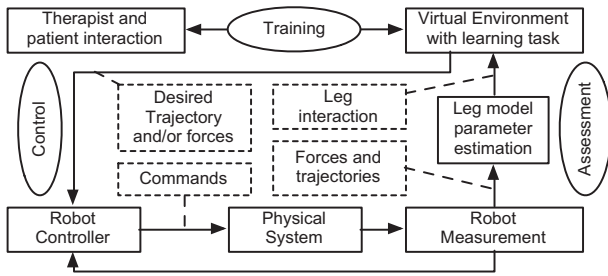 Therapist and
patient interaction
Training
Virtual Environment
with learning task
Control
Desired
Trajectory
and/or forces
Leg
interaction
Leg model
parameter
estimation
Assessment
Commands
Forces and
trajectories
Robot
Controller
Physical
System
Robot
Measurement